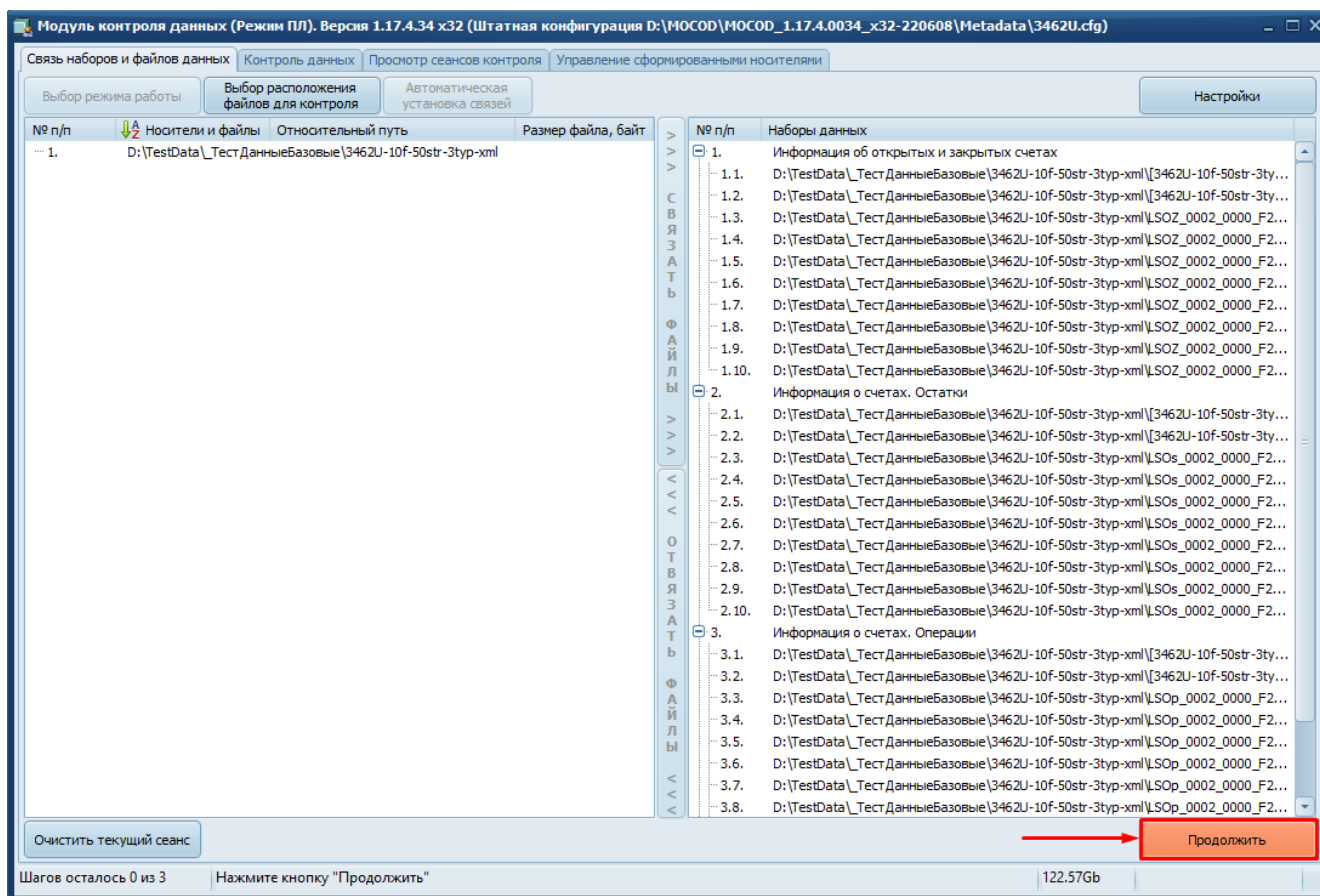 Модуль контроля данных (Режим ПЛ). Версия 1.17.4.34 x32 (Штатная конфигурация D:\MOCOD\MOCOD_1.17.4.0034_x32-220608\Metadata\3462U.cfg)
Связь наборов и файлов данных Контроль данных Просмотр сеансов контроля Управление сформированными носителями
Выбор режима работы Выбор расположения файлов для контроля Автоматическая установка связей Настройки
№ п/п Носители и файлы Относительный путь Размер файла, байт
1. D:\TestData\_ТестДанныеБазовые\3462U-10f-50str-3typ-xml
> > > СВЯЗАТЬ ФАЙЛЫ > > >
< < < ОТВЯЗАТЬ ФАЙЛЫ < < <
№ п/п Наборы данных
1. Информация об открытых и закрытых счетах
1.1. D:\TestData\_ТестДанныеБазовые\3462U-10f-50str-3typ-xml\[3462U-10f-50str-3ty...
1.2. D:\TestData\_ТестДанныеБазовые\3462U-10f-50str-3typ-xml\[3462U-10f-50str-3ty...
1.3. D:\TestData\_ТестДанныеБазовые\3462U-10f-50str-3typ-xml\LSOZ_0002_0000_F2...
1.4. D:\TestData\_ТестДанныеБазовые\3462U-10f-50str-3typ-xml\LSOZ_0002_0000_F2...
1.5. D:\TestData\_ТестДанныеБазовые\3462U-10f-50str-3typ-xml\LSOZ_0002_0000_F2...
1.6. D:\TestData\_ТестДанныеБазовые\3462U-10f-50str-3typ-xml\LSOZ_0002_0000_F2...
1.7. D:\TestData\_ТестДанныеБазовые\3462U-10f-50str-3typ-xml\LSOZ_0002_0000_F2...
1.8. D:\TestData\_ТестДанныеБазовые\3462U-10f-50str-3typ-xml\LSOZ_0002_0000_F2...
1.9. D:\TestData\_ТестДанныеБазовые\3462U-10f-50str-3typ-xml\LSOZ_0002_0000_F2...
1.10. D:\TestData\_ТестДанныеБазовые\3462U-10f-50str-3typ-xml\LSOZ_0002_0000_F2...
2. Информация о счетах. Остатки
2.1. D:\TestData\_ТестДанныеБазовые\3462U-10f-50str-3typ-xml\[3462U-10f-50str-3ty...
2.2. D:\TestData\_ТестДанныеБазовые\3462U-10f-50str-3typ-xml\[3462U-10f-50str-3ty...
2.3. D:\TestData\_ТестДанныеБазовые\3462U-10f-50str-3typ-xml\LSOs_0002_0000_F2...
2.4. D:\TestData\_ТестДанныеБазовые\3462U-10f-50str-3typ-xml\LSOs_0002_0000_F2...
2.5. D:\TestData\_ТестДанныеБазовые\3462U-10f-50str-3typ-xml\LSOs_0002_0000_F2...
2.6. D:\TestData\_ТестДанныеБазовые\3462U-10f-50str-3typ-xml\LSOs_0002_0000_F2...
2.7. D:\TestData\_ТестДанныеБазовые\3462U-10f-50str-3typ-xml\LSOs_0002_0000_F2...
2.8. D:\TestData\_ТестДанныеБазовые\3462U-10f-50str-3typ-xml\LSOs_0002_0000_F2...
2.9. D:\TestData\_ТестДанныеБазовые\3462U-10f-50str-3typ-xml\LSOs_0002_0000_F2...
2.10. D:\TestData\_ТестДанныеБазовые\3462U-10f-50str-3typ-xml\LSOs_0002_0000_F2...
3. Информация о счетах. Операции
3.1. D:\TestData\_ТестДанныеБазовые\3462U-10f-50str-3typ-xml\[3462U-10f-50str-3ty...
3.2. D:\TestData\_ТестДанныеБазовые\3462U-10f-50str-3typ-xml\[3462U-10f-50str-3ty...
3.3. D:\TestData\_ТестДанныеБазовые\3462U-10f-50str-3typ-xml\LSOp_0002_0000_F2...
3.4. D:\TestData\_ТестДанныеБазовые\3462U-10f-50str-3typ-xml\LSOp_0002_0000_F2...
3.5. D:\TestData\_ТестДанныеБазовые\3462U-10f-50str-3typ-xml\LSOp_0002_0000_F2...
3.6. D:\TestData\_ТестДанныеБазовые\3462U-10f-50str-3typ-xml\LSOp_0002_0000_F2...
3.7. D:\TestData\_ТестДанныеБазовые\3462U-10f-50str-3typ-xml\LSOp_0002_0000_F2...
3.8. D:\TestData\_ТестДанныеБазовые\3462U-10f-50str-3typ-xml\LSOp_0002_0000_F2...
Очистить текущий сеанс Продолжить
Шагов осталось 0 из 3 Нажмите кнопку "Продолжить" 122.57Gb